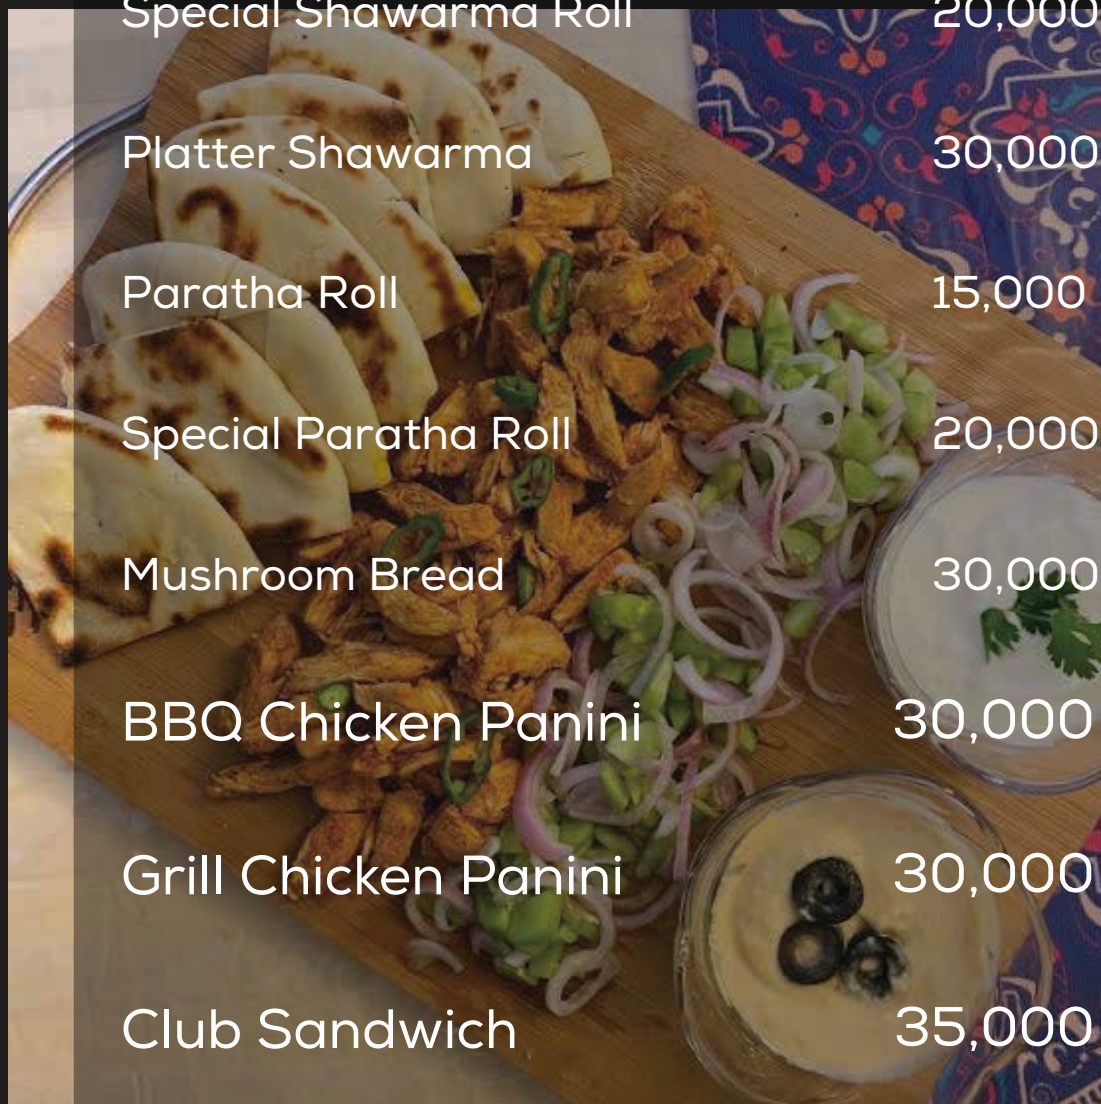 Special Shawarma Roll 20,000
Platter Shawarma 30,000
Paratha Roll 15,000
Special Paratha Roll 20,000
Mushroom Bread 30,000
BBQ Chicken Panini 30,000
Grill Chicken Panini 30,000
Club Sandwich 35,000